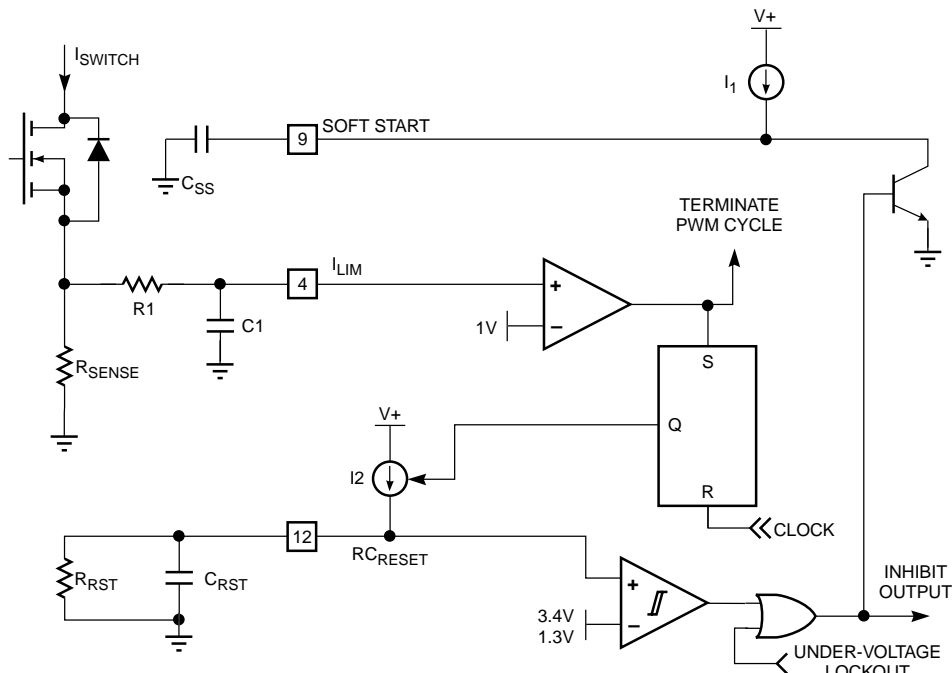 V+
I1
ISWITCH
9
SOFT START
CSS
TERMINATE
PWM CYCLE
4
ILIM
+
R1
C1
1V
–
RSENSE
S
V+
Q
I2
R
CLOCK
12
RCRESET
RRST
CRST
+
3.4V
1.3V
–
INHIBIT
OUTPUT
UNDER-VOLTAGE
LOCKOUT